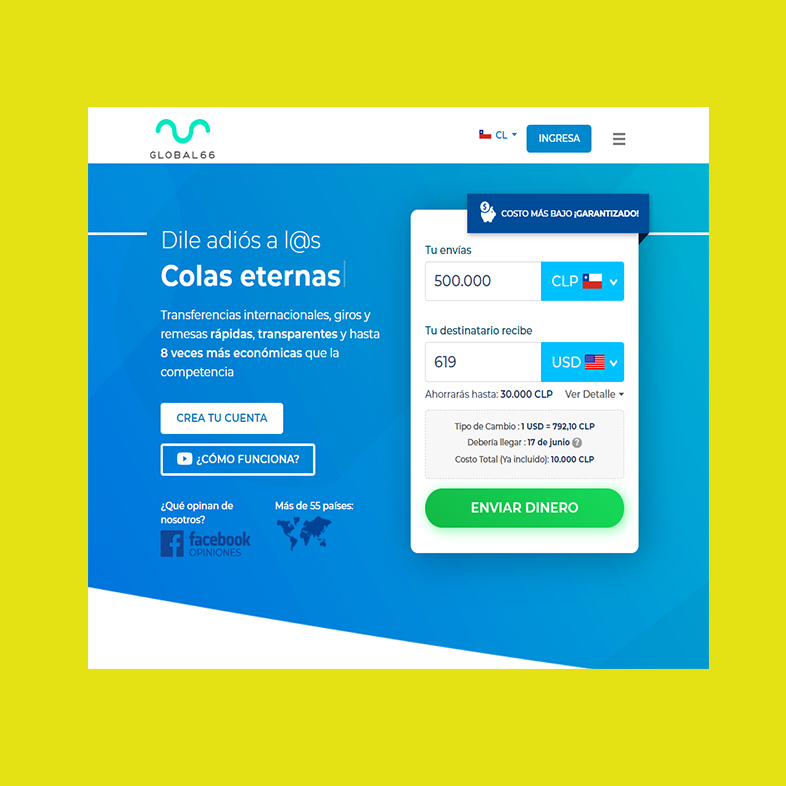 GLOBAL66
CL
INGRESA
Dile adiós a l@s
Colas eternas
Transferencias internacionales, giros y
remesas rápidas, transparentes y hasta
8 veces más económicas que la
competencia
CREA TU CUENTA
¿CÓMO FUNCIONA?
¿Qué opinan de
nosotros?
facebook
OPINIONES
Más de 55 países:
COSTO MÁS BAJO ¡GARANTIZADO!
Tu envías
500.000 CLP
Tu destinatario recibe
619 USD
Ahorrarás hasta: 30.000 CLP Ver Detalle
Tipo de Cambio : 1 USD = 792,10 CLP
Debería llegar : 17 de junio ?
Costo Total (Ya incluido): 10.000 CLP
ENVIAR DINERO